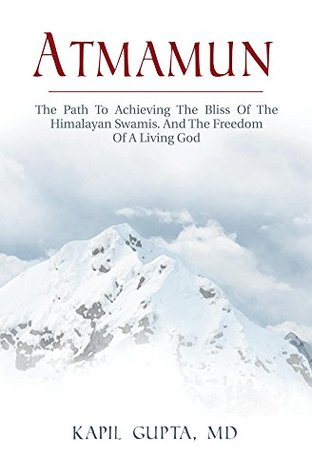 ATMAMUN
The Path To Achieving The Bliss Of The
Himalayan Swamis. And The Freedom
Of A Living God
KAPIL GUPTA, MD